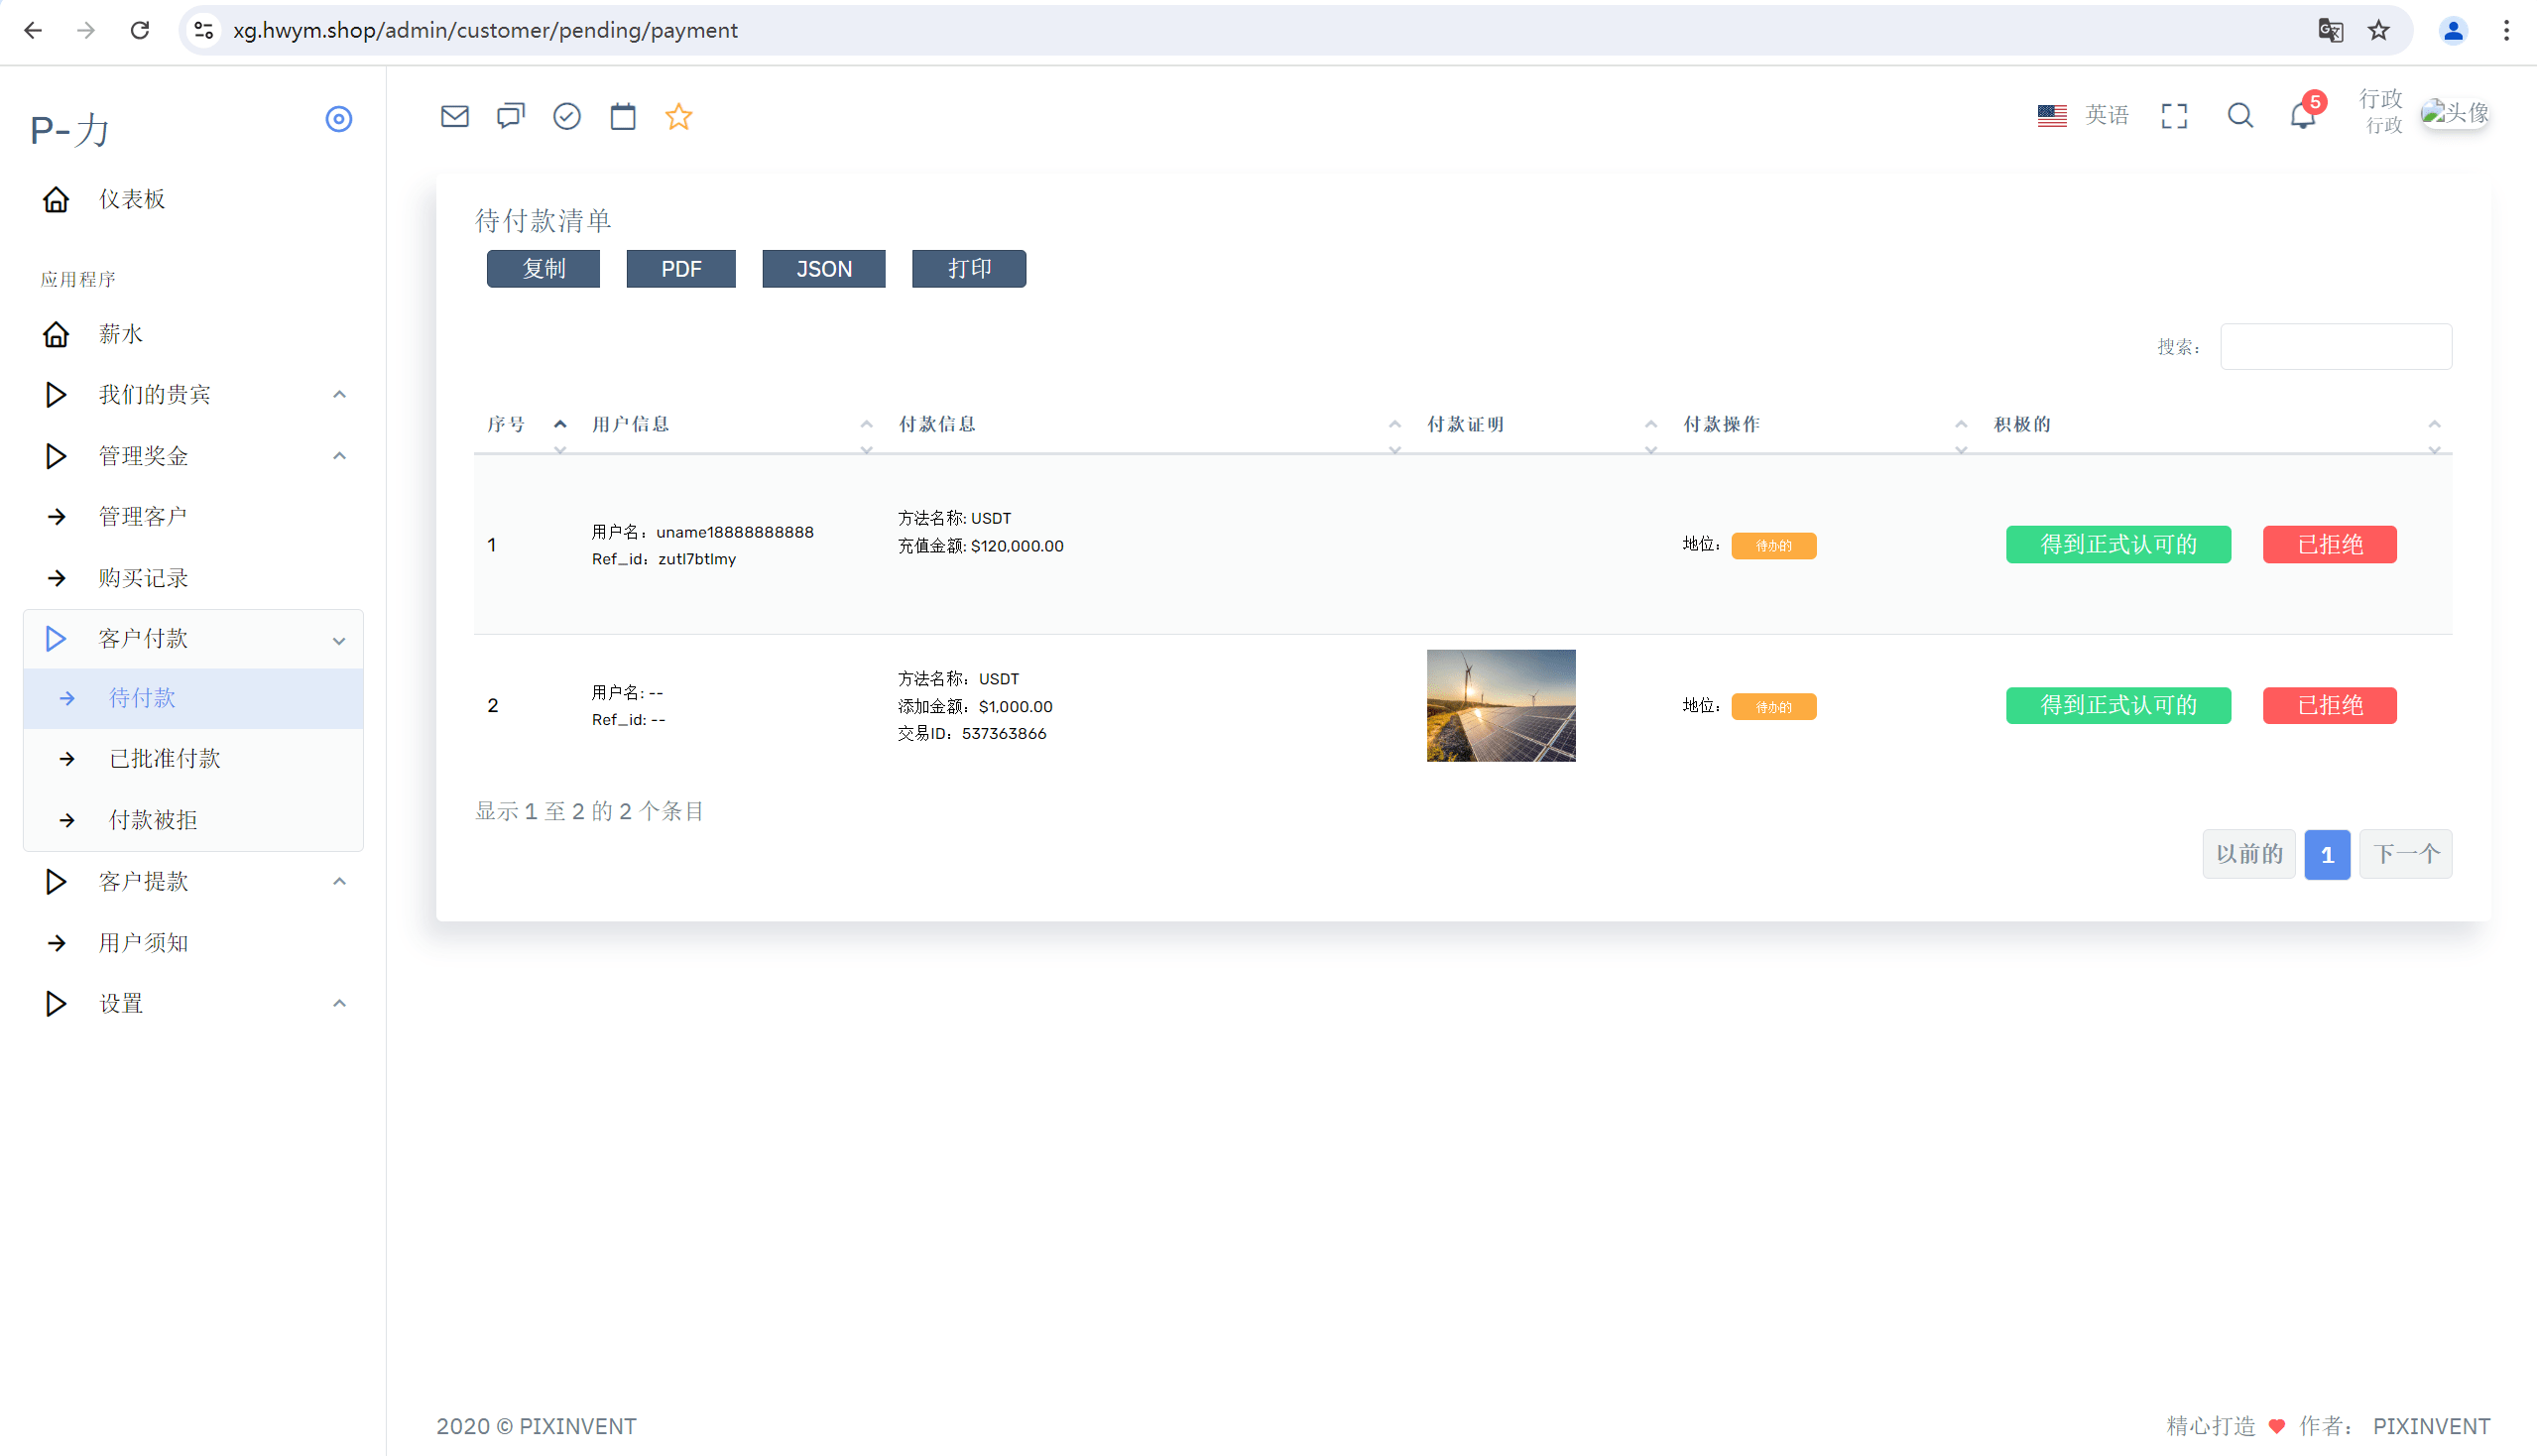 xg.hwym.shop/admin/customer/pending/payment
P-力
仪表板
应用程序
薪水
我们的贵宾
管理奖金
管理客户
购买记录
客户付款
待付款
已批准付款
付款被拒
客户提款
用户须知
设置
英语
5
行政
行政
头像
待付款清单
复制 PDF JSON 打印
搜索：
序号 用户信息 付款信息 付款证明 付款操作 积极的
1
用户名：uname18888888888
Ref_id：zutl7btlmy
方法名称: USDT
充值金额: $120,000.00
地位： 待办的
得到正式认可的 已拒绝
2
用户名: --
Ref_id: --
方法名称：USDT
添加金额：$1,000.00
交易ID：537363866
地位： 待办的
得到正式认可的 已拒绝
显示 1 至 2 的 2 个条目
以前的 1 下一个
2020 © PIXINVENT
精心打造 作者： PIXINVENT